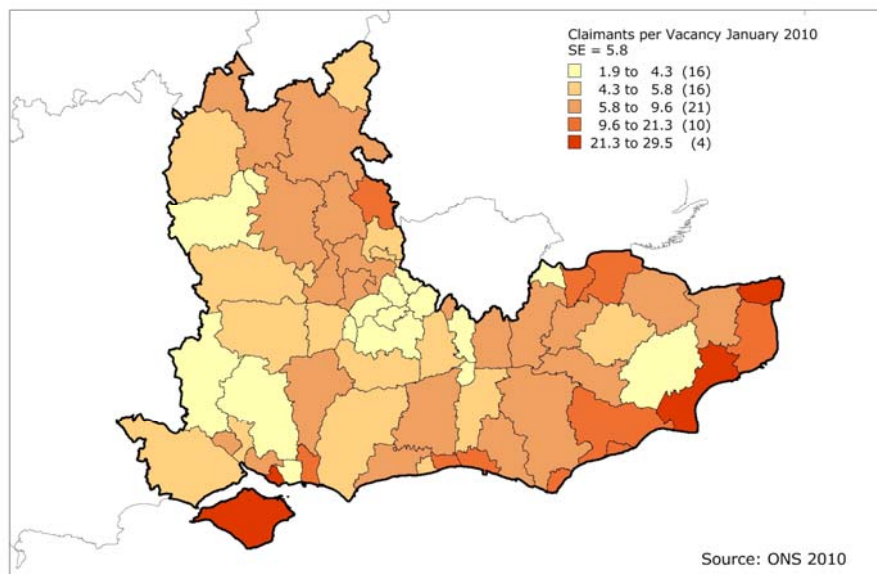 Claimants per Vacancy January 2010
SE = 5.8
1.9 to 4.3 (16)
4.3 to 5.8 (16)
5.8 to 9.6 (21)
9.6 to 21.3 (10)
21.3 to 29.5 (4)
Source: ONS 2010